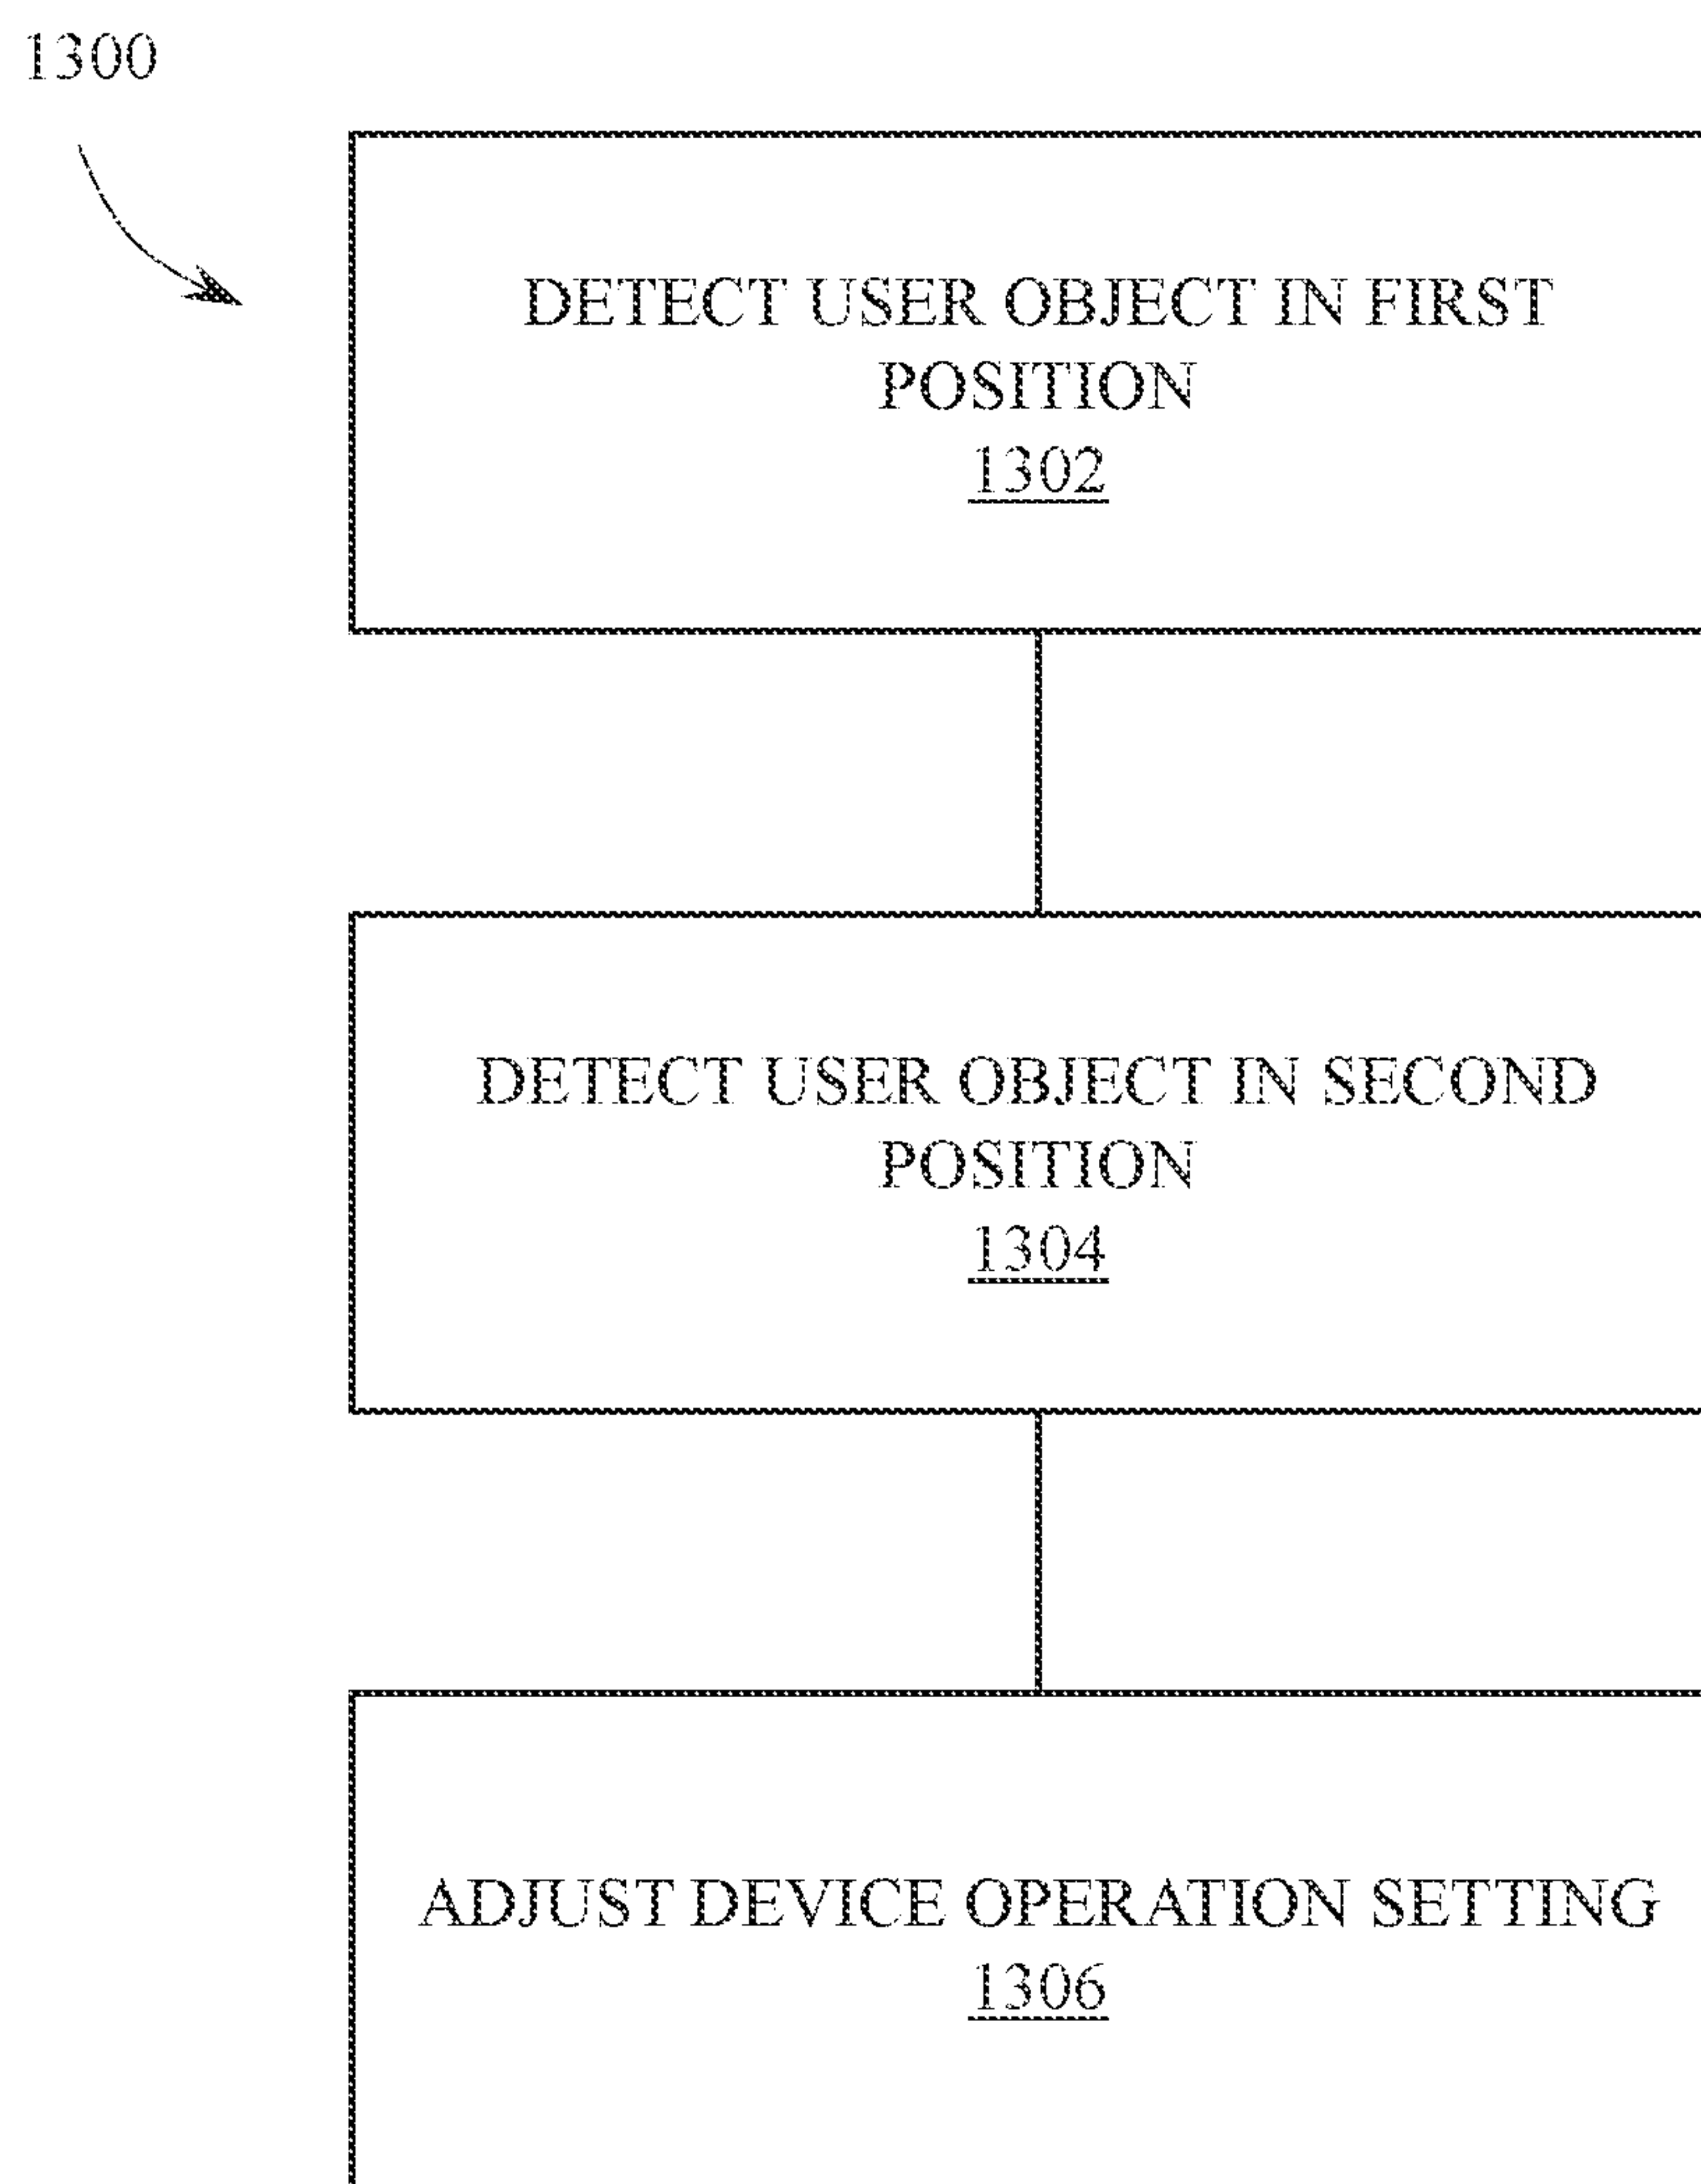 1300
DETECT USER OBJECT IN FIRST
POSITION
1302
DETECT USER OBJECT IN SECOND
POSITION
1304
ADJUST DEVICE OPERATION SETTING
1306